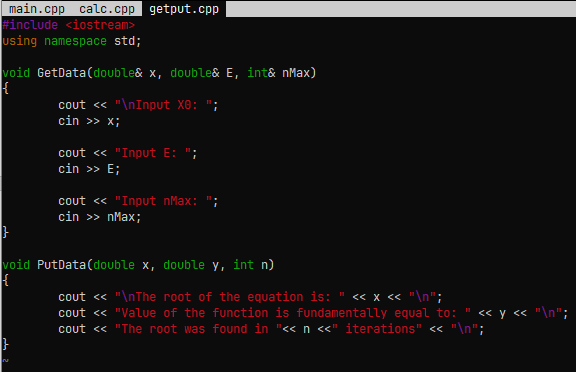 main.cpp calc.cpp getput.cpp
#include <iostream>
using namespace std;
void GetData(double& x, double& E, int& nMax)
{
cout << "\nInput X0: ";
cin >> x;
cout << "Input E: ";
cin >> E;
cout << "Input nMax: ";
cin >> nMax;
}
void PutData(double x, double y, int n)
{
cout << "\nThe root of the equation is: " << x << "\n";
cout << "Value of the function is fundamentally equal to: " << y << "\n";
cout << "The root was found in "<< n <<" iterations" << "\n";
}
~